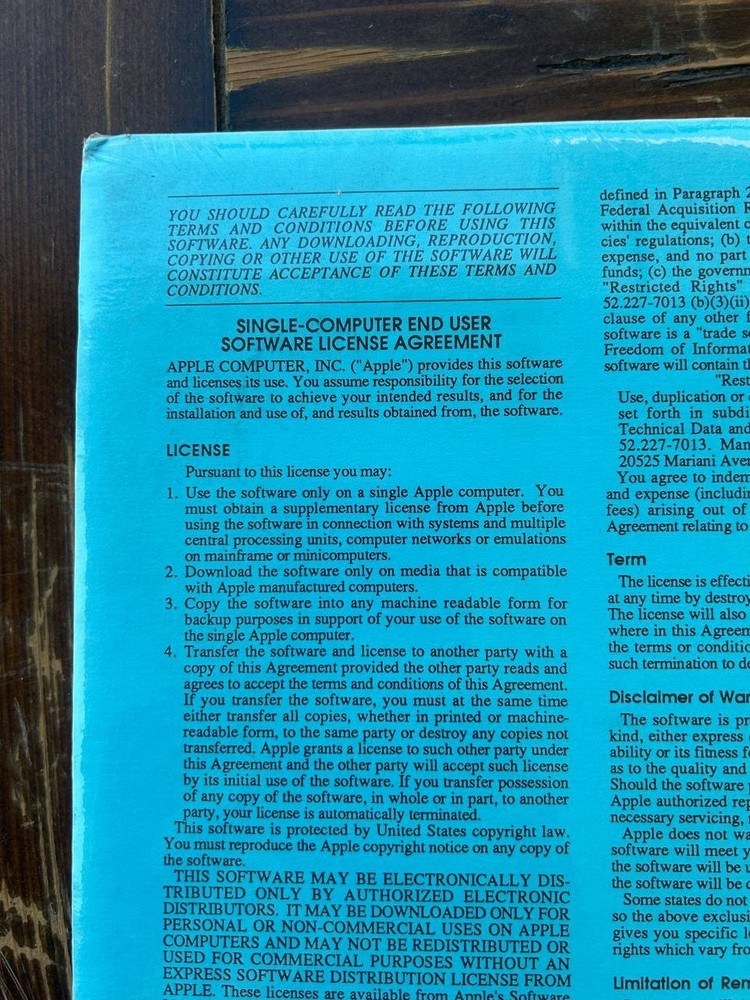 YOU SHOULD CAREFULLY READ THE FOLLOWING
TERMS AND CONDITIONS BEFORE USING THIS
SOFTWARE. ANY DOWNLOADING, REPRODUCTION,
COPYING OR OTHER USE OF THE SOFTWARE WILL
CONSTITUTE ACCEPTANCE OF THESE TERMS AND
CONDITIONS.
SINGLE-COMPUTER END USER
SOFTWARE LICENSE AGREEMENT
APPLE COMPUTER, INC. ("Apple") provides this software
and licenses its use. You assume responsibility for the selection
of the software to achieve your intended results, and for the
installation and use of, and results obtained from, the software.
LICENSE
Pursuant to this license you may:
1. Use the software only on a single Apple computer. You
must obtain a supplementary license from Apple before
using the software in connection with systems and multiple
central processing units, computer networks or emulations
on mainframe or minicomputers.
2. Download the software only on media that is compatible
with Apple manufactured computers.
3. Copy the software into any machine readable form for
backup purposes in support of your use of the software on
the single Apple computer.
4. Transfer the software and license to another party with a
copy of this Agreement provided the other party reads and
agrees to accept the terms and conditions of this Agreement.
If you transfer the software, you must at the same time
either transfer all copies, whether in printed or machine-
readable form, to the same party or destroy any copies not
transferred. Apple grants a license to such other party under
this Agreement and the other party will accept such license
by its initial use of the software. If you transfer possession
of any copy of the software, in whole or in part, to another
party, your license is automatically terminated.
This software is protected by United States copyright law.
You must reproduce the Apple copyright notice on any copy of
the software.
THIS SOFTWARE MAY BE ELECTRONICALLY DIS-
TRIBUTED ONLY BY AUTHORIZED ELECTRONIC
DISTRIBUTORS. IT MAY BE DOWNLOADED ONLY FOR
PERSONAL OR NON-COMMERCIAL USES ON APPLE
COMPUTERS AND MAY NOT BE REDISTRIBUTED OR
USED FOR COMMERCIAL PURPOSES WITHOUT AN
EXPRESS SOFTWARE DISTRIBUTION LICENSE FROM
APPLE. These licenses are available from Apple's Software
defined in Paragraph 2
Federal Acquisition R
within the equivalent c
cies' regulations; (b) t
expense, and no part
funds; (c) the governm
"Restricted Rights"
52.227-7013 (b)(3)(ii)
clause of any other f
software is a "trade s
Freedom of Informat
software will contain th
"Rest
Use, duplication or
set forth in subdi
Technical Data and
52.227-7013. Man
20525 Mariani Aven
You agree to indem
and expense (includi
fees) arising out of
Agreement relating to
Term
The license is effecti
at any time by destroy
The license will also
where in this Agreem
the terms or conditio
such termination to de
Disclaimer of War
The software is pr
kind, either express
ability or its fitness fo
as to the quality and
Should the software
Apple authorized rep
necessary servicing,
Apple does not wa
software will meet y
the software will be u
the software will be
Some states do not
so the above exclusi
gives you specific le
rights which vary fro
Limitation of Rem